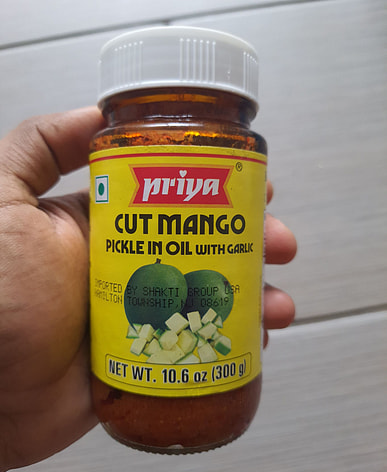 priya®
CUT MANGO
PICKLE IN OIL WITH GARLIC
IMPORTED BY SHAKTI GROUP USA
HAMILTON TOWNSHIP, NJ 08619
NET WT. 10.6 oz (300 g)